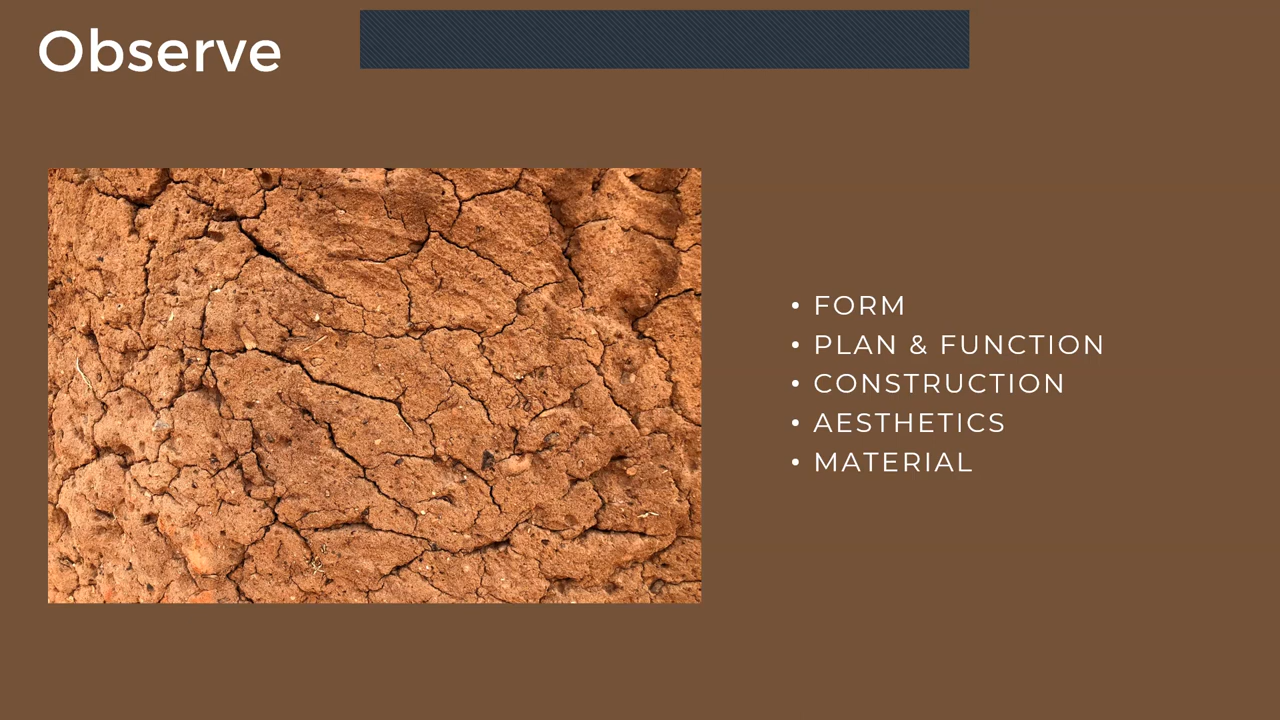 Observe
• FORM
• PLAN & FUNCTION
• CONSTRUCTION
• AESTHETICS
• MATERIAL